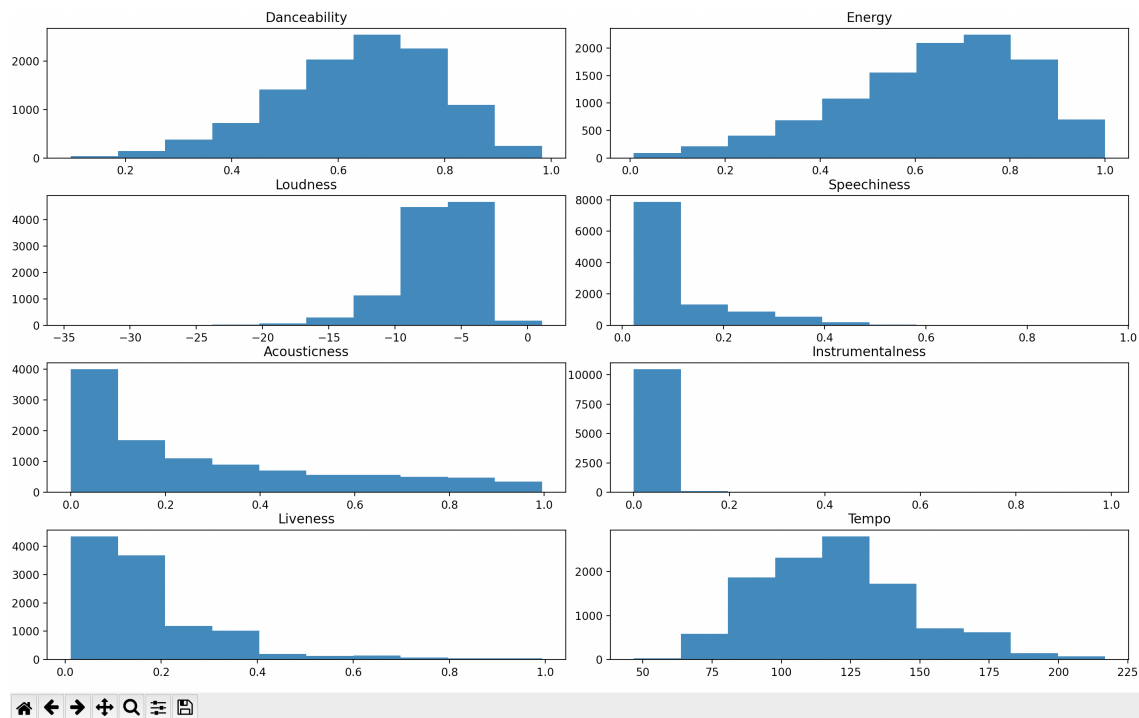 Danceability
2000
1000
0
0.2 0.4 0.6 0.8 1.0
Energy
2000
1500
1000
500
0
0.0 0.2 0.4 0.6 0.8 1.0
Loudness
4000
3000
2000
1000
0
−35 −30 −25 −20 −15 −10 −5 0
Speechiness
8000
6000
4000
2000
0
0.0 0.2 0.4 0.6 0.8 1.0
Acousticness
4000
3000
2000
1000
0
0.0 0.2 0.4 0.6 0.8 1.0
Instrumentalness
10000
7500
5000
2500
0
0.0 0.2 0.4 0.6 0.8 1.0
Liveness
4000
3000
2000
1000
0
0.0 0.2 0.4 0.6 0.8 1.0
Tempo
2000
1000
0
50 75 100 125 150 175 200 225